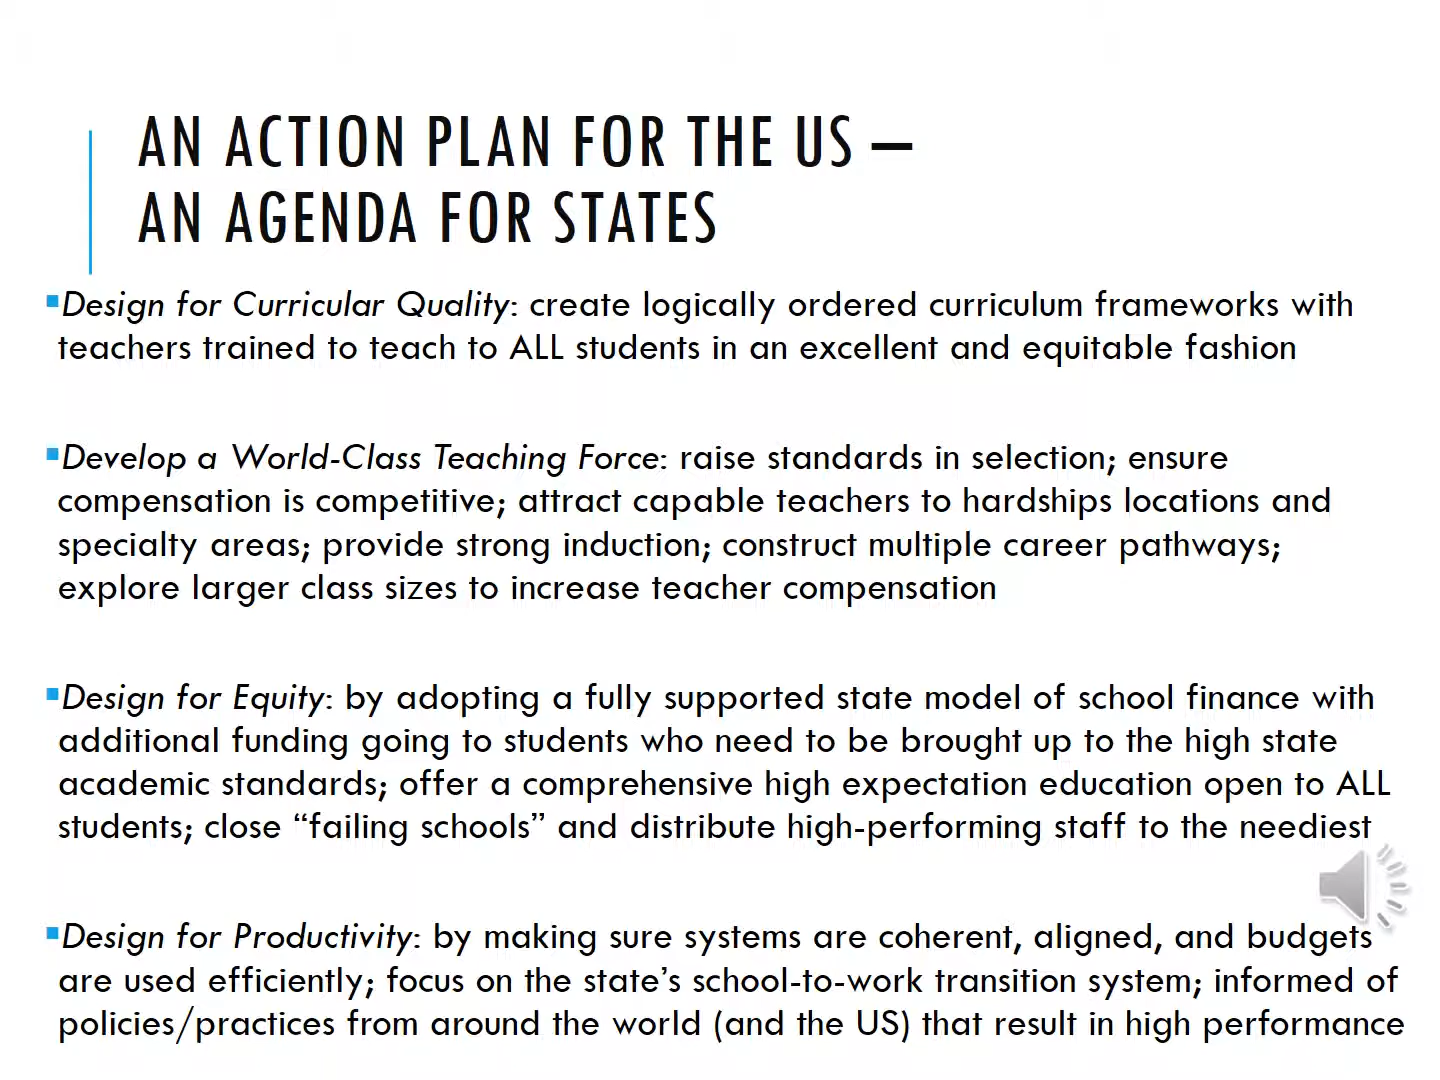 AN ACTION PLAN FOR THE US –
AN AGENDA FOR STATES
▪Design for Curricular Quality: create logically ordered curriculum frameworks with
teachers trained to teach to ALL students in an excellent and equitable fashion
▪Develop a World-Class Teaching Force: raise standards in selection; ensure
compensation is competitive; attract capable teachers to hardships locations and
specialty areas; provide strong induction; construct multiple career pathways;
explore larger class sizes to increase teacher compensation
▪Design for Equity: by adopting a fully supported state model of school finance with
additional funding going to students who need to be brought up to the high state
academic standards; offer a comprehensive high expectation education open to ALL
students; close “failing schools” and distribute high-performing staff to the neediest
▪Design for Productivity: by making sure systems are coherent, aligned, and budgets
are used efficiently; focus on the state’s school-to-work transition system; informed of
policies/practices from around the world (and the US) that result in high performance